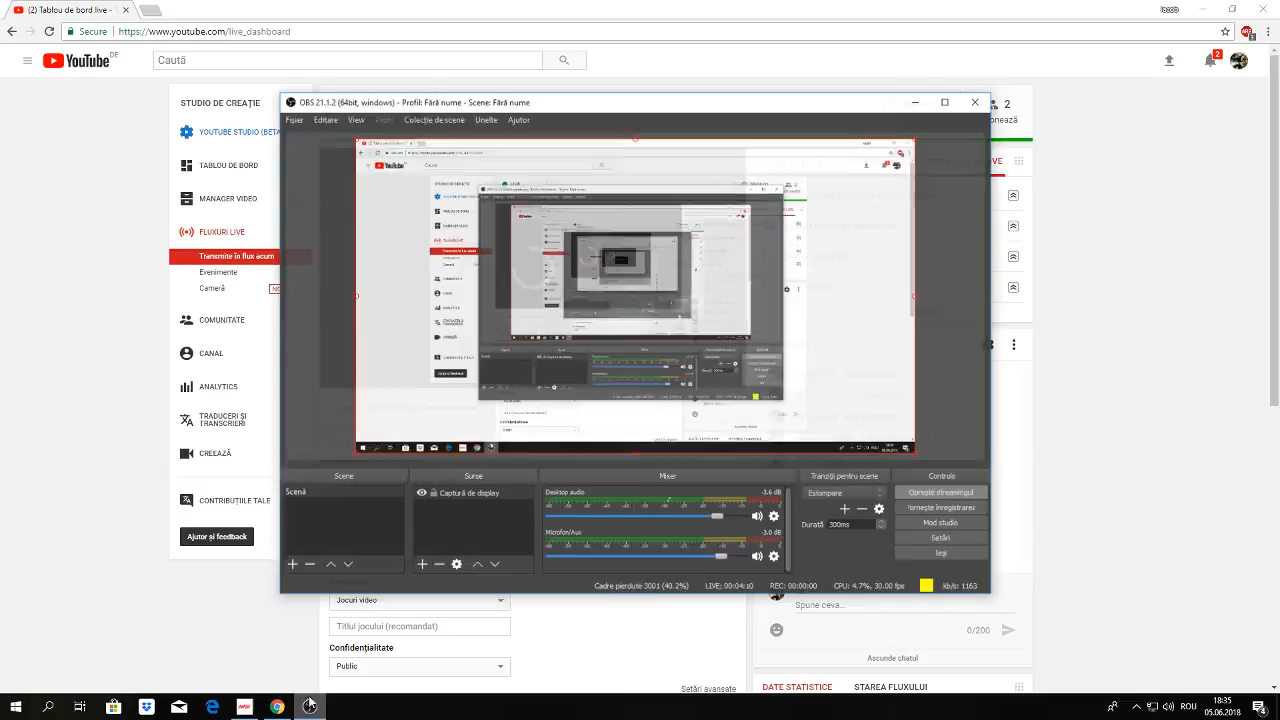 (2) Tablou de bord live -
Iacob
Secure
https://www.youtube.com/live_dashboard
YouTube DE
Caută
2
STUDIO DE CREAȚIE
YOUTUBE STUDIO (BETA
TABLOU DE BORD
MANAGER VIDEO
FLUXURI LIVE
Transmite în flux acum
Evenimente
Cameră
COMUNITATE
CANAL
ANALYTICS
TRADUCERI ȘI
TRANSCRIERI
CREEAZĂ
CONTRIBUȚIILE TALE
Ajutor și feedback
2
OBS 21.1.2 (64bit, windows) - Profil: Fără nume - Scene: Fără nume
Fișier
Editare
View
Profil
Colecție de scene
Unelte
Ajutor
Scene
Surse
Mixer
Tranziții pentru scene
Controls
Scenă
Captură de display
Desktop audio
-3.6 dB
Microfon/Aux
-3.0 dB
Estompare
Durată
300ms
Oprește streamingul
Pornește înregistrarea
Mod studio
Setări
Ieși
Cadre pierdute 3001 (40.2%)
LIVE: 00:04:10
REC: 00:00:00
CPU: 4.7%, 30.00 fps
kb/s: 1163
Jocuri video
Titlul jocului (recomandat)
Confidențialitate
Public
Setări avansate
Spune ceva...
0/200
Ascunde chatul
DATE STATISTICE
STAREA FLUXULUI
ROU
18:35
05.06.2018